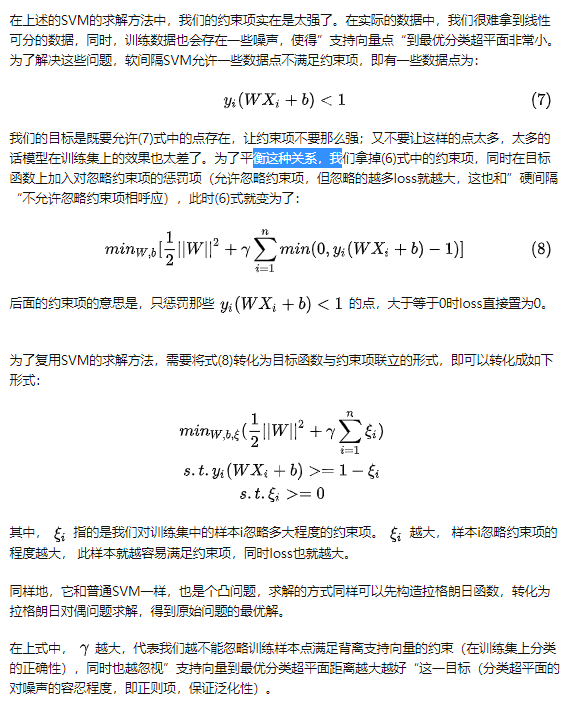 在上述的SVM的求解方法中，我们的约束项实在是太强了。在实际的数据中，我们很难拿到线性
可分的数据，同时，训练数据也会存在一些噪声，使得”支持向量点“到最优分类超平面非常小。
为了解决这些问题，软间隔SVM允许一些数据点不满足约束项，即有一些数据点为：
y_i(WX_i + b) < 1 (7)
我们的目标是既要允许(7)式中的点存在，让约束项不要那么强；又不要让这样的点太多，太多的
话模型在训练集上的效果也太差了。为了平衡这种关系，我们拿掉(6)式中的约束项，同时在目标
函数上加入对忽略约束项的惩罚项（允许忽略约束项，但忽略的越多loss就越大，这也和”硬间隔
“不允许忽略约束项相呼应），此时(6)式就变为了：
min_{W,b}[\frac{1}{2}||W||^2 + γ\sum_{i=1}^{n} min(0, y_i(WX_i + b) − 1)] (8)
后面的约束项的意思是，只惩罚那些 y_i(WX_i + b) < 1 的点，大于等于0时loss直接置为0。
为了复用SVM的求解方法，需要将式(8)转化为目标函数与约束项联立的形式，即可以转化成如下
形式：
min_{W,b,ξ}(\frac{1}{2}||W||^2 + γ\sum_{i=1}^{n} ξ_i)
s.t.y_i(WX_i + b) >= 1 − ξ_i
s.t.ξ_i >= 0
其中， ξ_i 指的是我们对训练集中的样本i忽略多大程度的约束项。 ξ_i 越大， 样本i忽略约束项的
程度越大， 此样本就越容易满足约束项，同时loss也就越大。
同样地，它和普通SVM一样，也是个凸问题，求解的方式同样可以先构造拉格朗日函数，转化为
拉格朗日对偶问题求解，得到原始问题的最优解。
在上式中， γ 越大，代表我们越不能忽略训练样本点满足背离支持向量的约束（在训练集上分类
的正确性），同时也越忽视”支持向量到最优分类超平面距离越大越好“这一目标（分类超平面的
对噪声的容忍程度，即正则项，保证泛化性）。